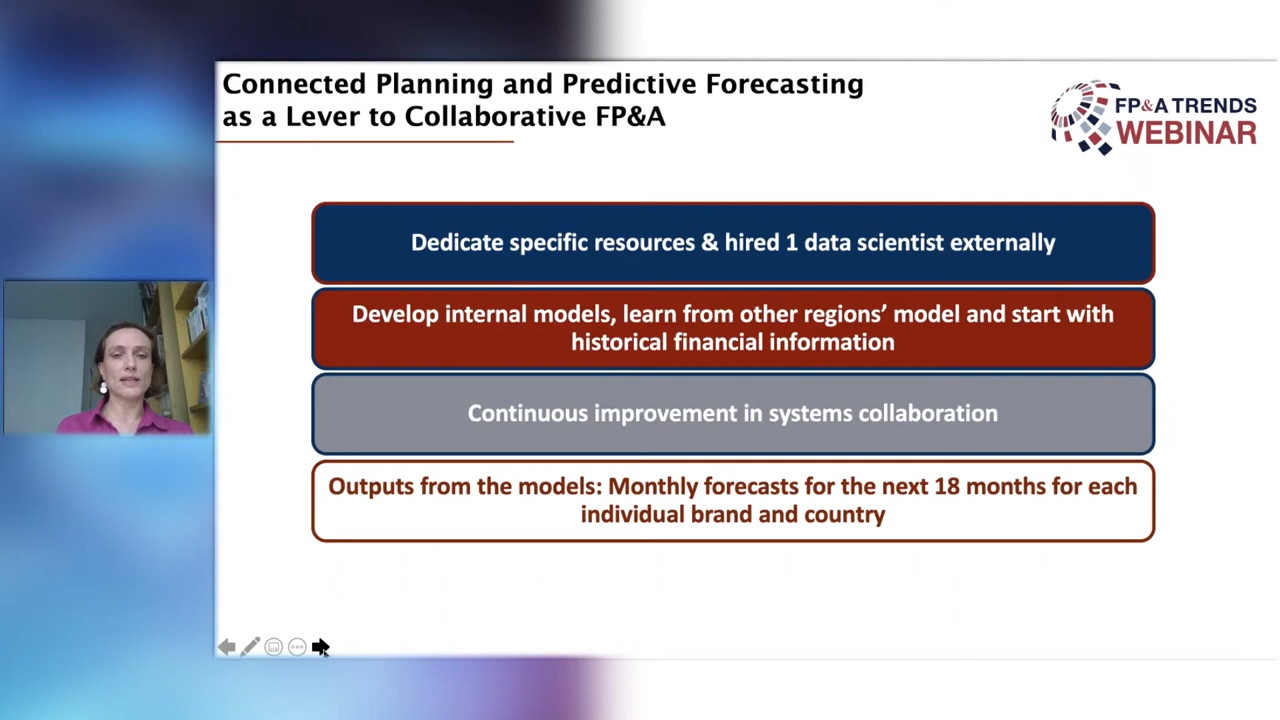 Connected Planning and Predictive Forecasting
as a Lever to Collaborative FP&A
FP&A TRENDS
WEBINAR
Dedicate specific resources & hired 1 data scientist externally
Develop internal models, learn from other regions’ model and start with
historical financial information
Continuous improvement in systems collaboration
Outputs from the models: Monthly forecasts for the next 18 months for each
individual brand and country